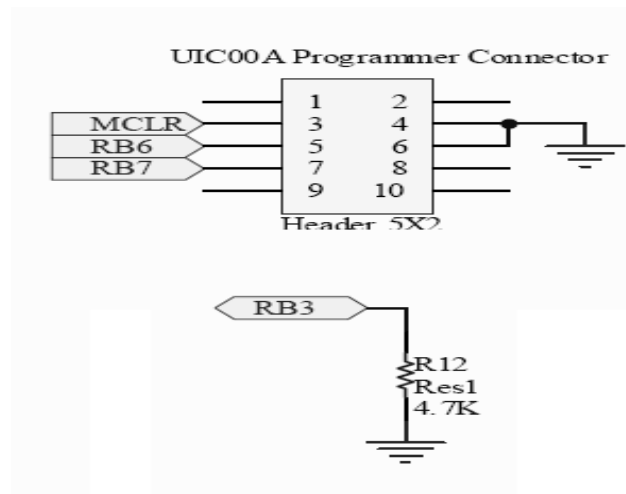 UIC00A Programmer Connector
1 2
MCLR 3 4
RB6 5 6
RB7 7 8
9 10
Header 5X2
RB3
R12
Res1
4.7K